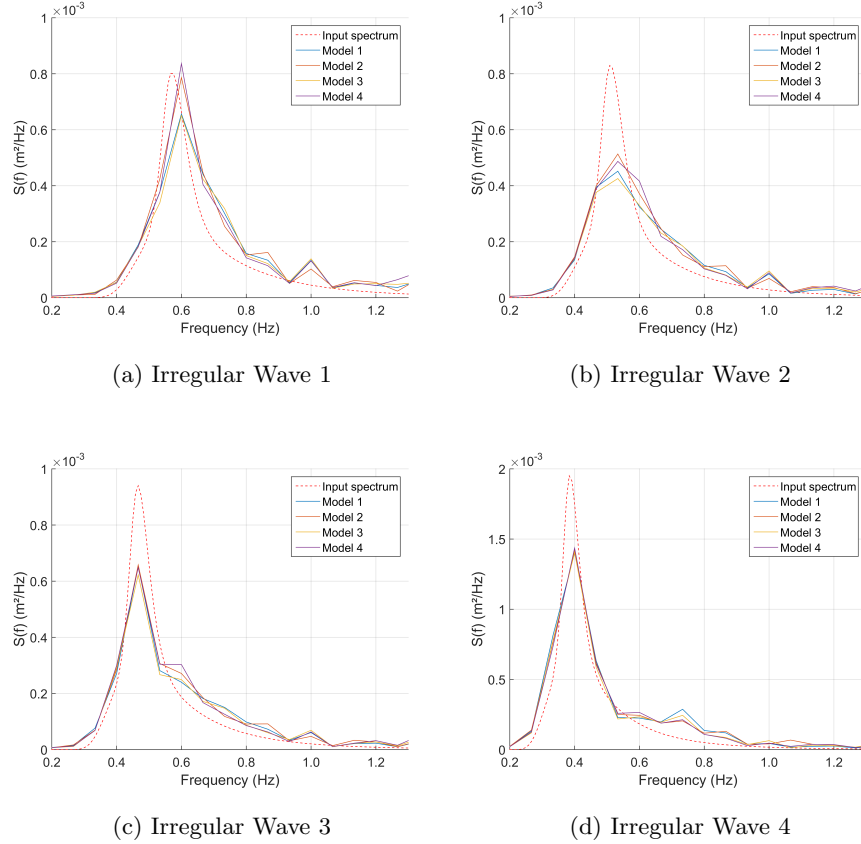 ×10⁻³
1
0.8
0.6
0.4
0.2
0
0.2 0.4 0.6 0.8 1.0 1.2
S(f) (m²/Hz)
Frequency (Hz)
Input spectrum
Model 1
Model 2
Model 3
Model 4
(a) Irregular Wave 1
×10⁻³
1
0.8
0.6
0.4
0.2
0
0.2 0.4 0.6 0.8 1.0 1.2
S(f) (m²/Hz)
Frequency (Hz)
Input spectrum
Model 1
Model 2
Model 3
Model 4
(b) Irregular Wave 2
×10⁻³
1
0.8
0.6
0.4
0.2
0
0.2 0.4 0.6 0.8 1.0 1.2
S(f) (m²/Hz)
Frequency (Hz)
Input spectrum
Model 1
Model 2
Model 3
Model 4
(c) Irregular Wave 3
×10⁻³
2
1.5
1
0.5
0
0.2 0.4 0.6 0.8 1.0 1.2
S(f) (m²/Hz)
Frequency (Hz)
Input spectrum
Model 1
Model 2
Model 3
Model 4
(d) Irregular Wave 4